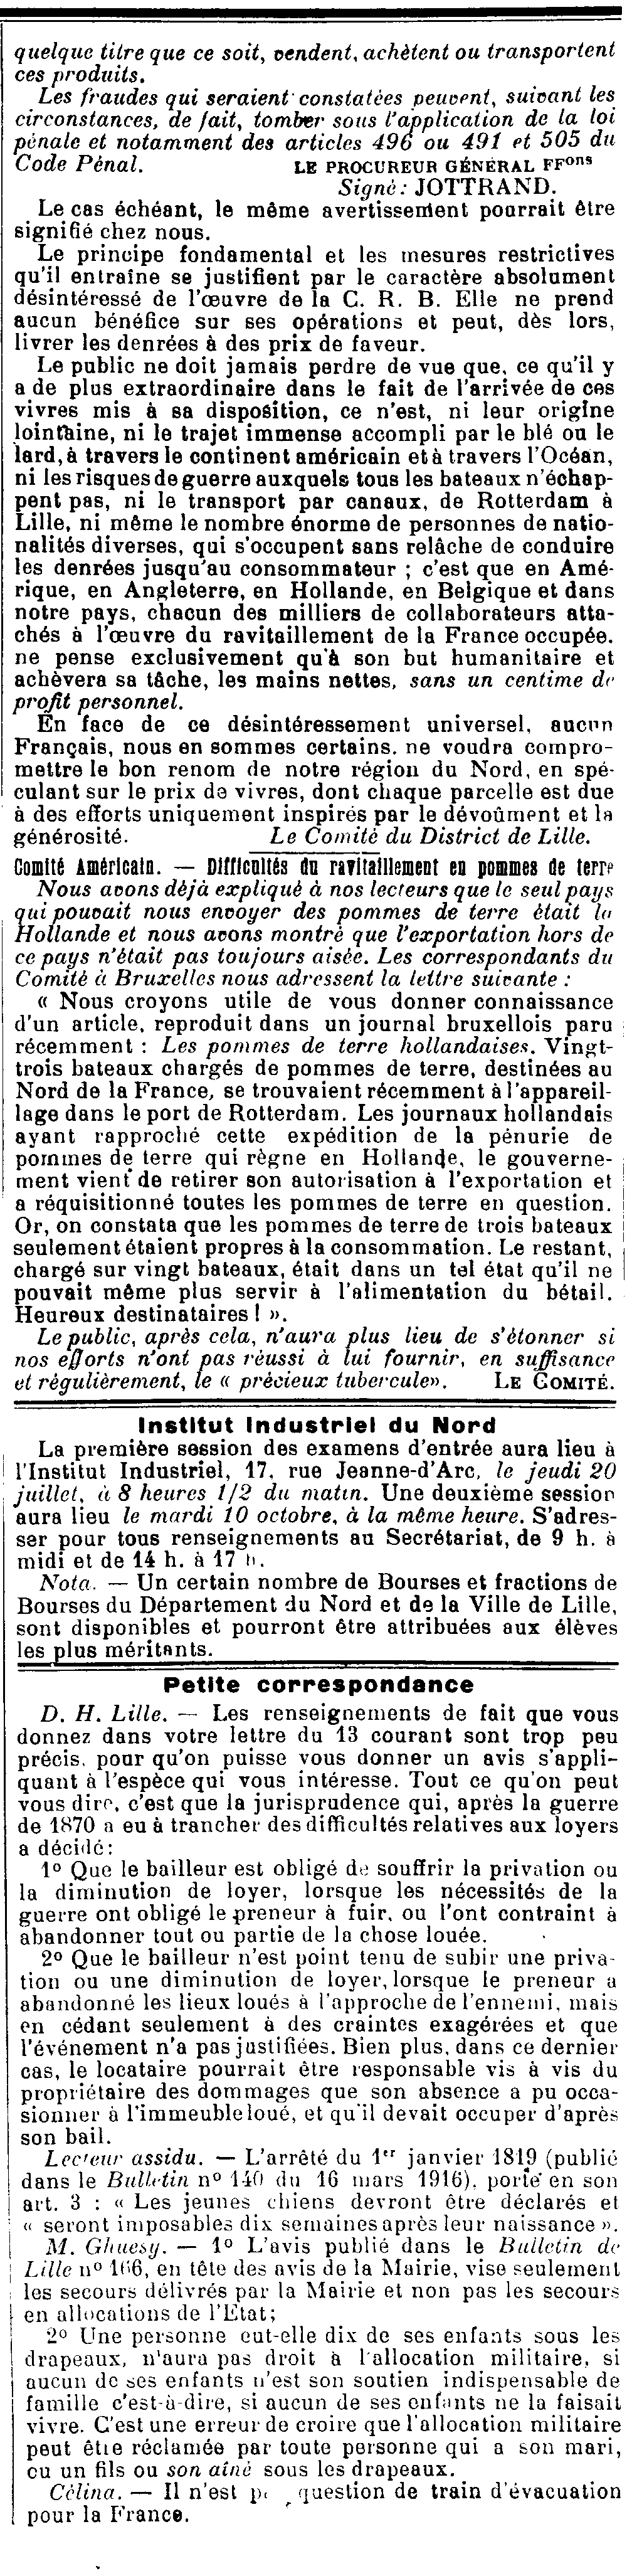 quelque titre que ce soit, vendent, achètent ou transportent
ces produits.
Les fraudes qui seraient constatées peuvent, suivant les
circonstances, de fait, tomber sous l'application de la loi
pénale et notamment des articles 496 ou 491 et 505 du
Code Pénal. LE PROCUREUR GÉNÉRAL FFons
Signé: JOTTRAND.
Le cas échéant, le même avertissement pourrait être
signifié chez nous.
Le principe fondamental et les mesures restrictives
qu'il entraîne se justifient par le caractère absolument
désintéressé de l'œuvre de la C. R. B. Elle ne prend
aucun bénéfice sur ses opérations et peut, dès lors,
livrer les denrées à des prix de faveur.
Le public ne doit jamais perdre de vue que, ce qu'il y
a de plus extraordinaire dans le fait de l'arrivée de ces
vivres mis à sa disposition, ce n'est, ni leur origine
lointaine, ni le trajet immense accompli par le blé ou le
lard, à travers le continent américain et à travers l'Océan,
ni les risques de guerre auxquels tous les bateaux n'échap-
pent pas, ni le transport par canaux, de Rotterdam à
Lille, ni même le nombre énorme de personnes de natio-
nalités diverses, qui s'occupent sans relâche de conduire
les denrées jusqu'au consommateur ; c'est que en Amé-
rique, en Angleterre, en Hollande, en Belgique et dans
notre pays, chacun des milliers de collaborateurs atta-
chés à l'œuvre du ravitaillement de la France occupée.
ne pense exclusivement qu'à son but humanitaire et
achèvera sa tâche, les mains nettes, sans un centime de
profit personnel.
En face de ce désintéressement universel, aucun
Français, nous en sommes certains. ne voudra compro-
mettre le bon renom de notre région du Nord, en spé-
culant sur le prix de vivres, dont chaque parcelle est due
à des efforts uniquement inspirés par le dévoûment et la
générosité. Le Comité du District de Lille.
Comité Américain. — Difficultés du ravitaillement en pommes de terre
Nous avons déjà expliqué à nos lecteurs que le seul pays
qui pouvait nous envoyer des pommes de terre était la
Hollande et nous avons montré que l'exportation hors de
ce pays n'était pas toujours aisée. Les correspondants du
Comité à Bruxelles nous adressent la lettre suivante :
« Nous croyons utile de vous donner connaissance
d'un article, reproduit dans un journal bruxellois paru
récemment : Les pommes de terre hollandaises. Vingt-
trois bateaux chargés de pommes de terre, destinées au
Nord de la France, se trouvaient récemment à l'appareil-
lage dans le port de Rotterdam. Les journaux hollandais
ayant rapproché cette expédition de la pénurie de
pommes de terre qui règne en Hollande, le gouverne-
ment vient de retirer son autorisation à l'exportation et
a réquisitionné toutes les pommes de terre en question.
Or, on constata que les pommes de terre de trois bateaux
seulement étaient propres à la consommation. Le restant,
chargé sur vingt bateaux, était dans un tel état qu'il ne
pouvait même plus servir à l'alimentation du bétail.
Heureux destinataires ! ».
Le public, après cela, n'aura plus lieu de s'étonner si
nos efforts n'ont pas réussi à lui fournir, en suffisance
et régulièrement, le « précieux tubercule». LE COMITÉ.
Institut Industriel du Nord
La première session des examens d'entrée aura lieu à
l'Institut Industriel, 17, rue Jeanne-d'Arc, le jeudi 20
juillet, à 8 heures 1/2 du matin. Une deuxième session
aura lieu le mardi 10 octobre, à la même heure. S'adres-
ser pour tous renseignements au Secrétariat, de 9 h. à
midi et de 14 h. à 17 h.
Nota. — Un certain nombre de Bourses et fractions de
Bourses du Département du Nord et de la Ville de Lille,
sont disponibles et pourront être attribuées aux élèves
les plus méritants.
Petite correspondance
D. H. Lille. — Les renseignements de fait que vous
donnez dans votre lettre du 13 courant sont trop peu
précis, pour qu'on puisse vous donner un avis s'appli-
quant à l'espèce qui vous intéresse. Tout ce qu'on peut
vous dire, c'est que la jurisprudence qui, après la guerre
de 1870 a eu à trancher des difficultés relatives aux loyers
a décidé:
1º Que le bailleur est obligé de souffrir la privation ou
la diminution de loyer, lorsque les nécessités de la
guerre ont obligé le preneur à fuir, ou l'ont contraint à
abandonner tout ou partie de la chose louée.
2º Que le bailleur n'est point tenu de subir une priva-
tion ou une diminution de loyer, lorsque le preneur a
abandonné les lieux loués à l'approche de l'ennemi, mais
en cédant seulement à des craintes exagérées et que
l'événement n'a pas justifiées. Bien plus, dans ce dernier
cas, le locataire pourrait être responsable vis à vis du
propriétaire des dommages que son absence a pu occa-
sionner à l'immeuble loué, et qu'il devait occuper d'après
son bail.
Lecteur assidu. — L'arrêté du 1er janvier 1819 (publié
dans le Bulletin nº 140 du 16 mars 1916), porte en son
art. 3 : « Les jeunes chiens devront être déclarés et
« seront imposables dix semaines après leur naissance ».
M. Ghuesy. — 1º L'avis publié dans le Bulletin de
Lille nº 166, en tête des avis de la Mairie, vise seulement
les secours délivrés par la Mairie et non pas les secours
en allocations de l'Etat;
2º Une personne eut-elle dix de ses enfants sous les
drapeaux, n'aura pas droit à l'allocation militaire, si
aucun de ses enfants n'est son soutien indispensable de
famille c'est-à-dire, si aucun de ses enfants ne la faisait
vivre. C'est une erreur de croire que l'allocation militaire
peut être réclamée par toute personne qui a son mari,
ou un fils ou son aîné sous les drapeaux.
Célina. — Il n'est question de train d'évacuation
pour la France.